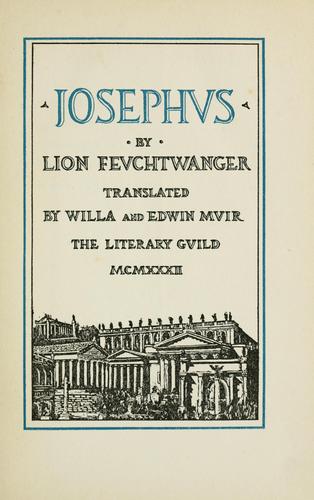 JOSEPHVS
· BY ·
LION FEVCHTWANGER
TRANSLATED
BY WILLA AND EDWIN MVIR
THE LITERARY GVILD
MCMXXXII